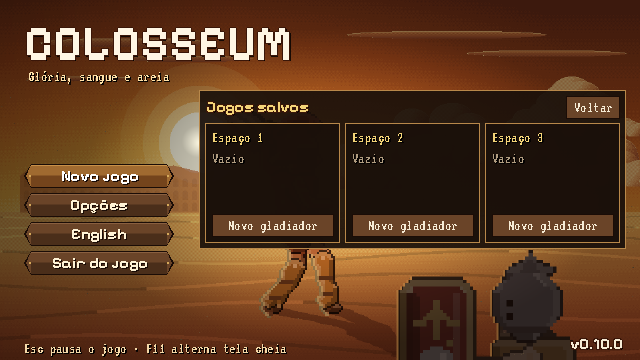 COLOSSEUM
Glória, sangue e areia
Jogos salvos
Voltar
Espaço 1
Vazio
Novo gladiador
Espaço 2
Vazio
Novo gladiador
Espaço 3
Vazio
Novo gladiador
Novo Jogo
Opções
English
Sair do Jogo
Esc pausa o jogo · F11 alterna tela cheia
v0.10.0